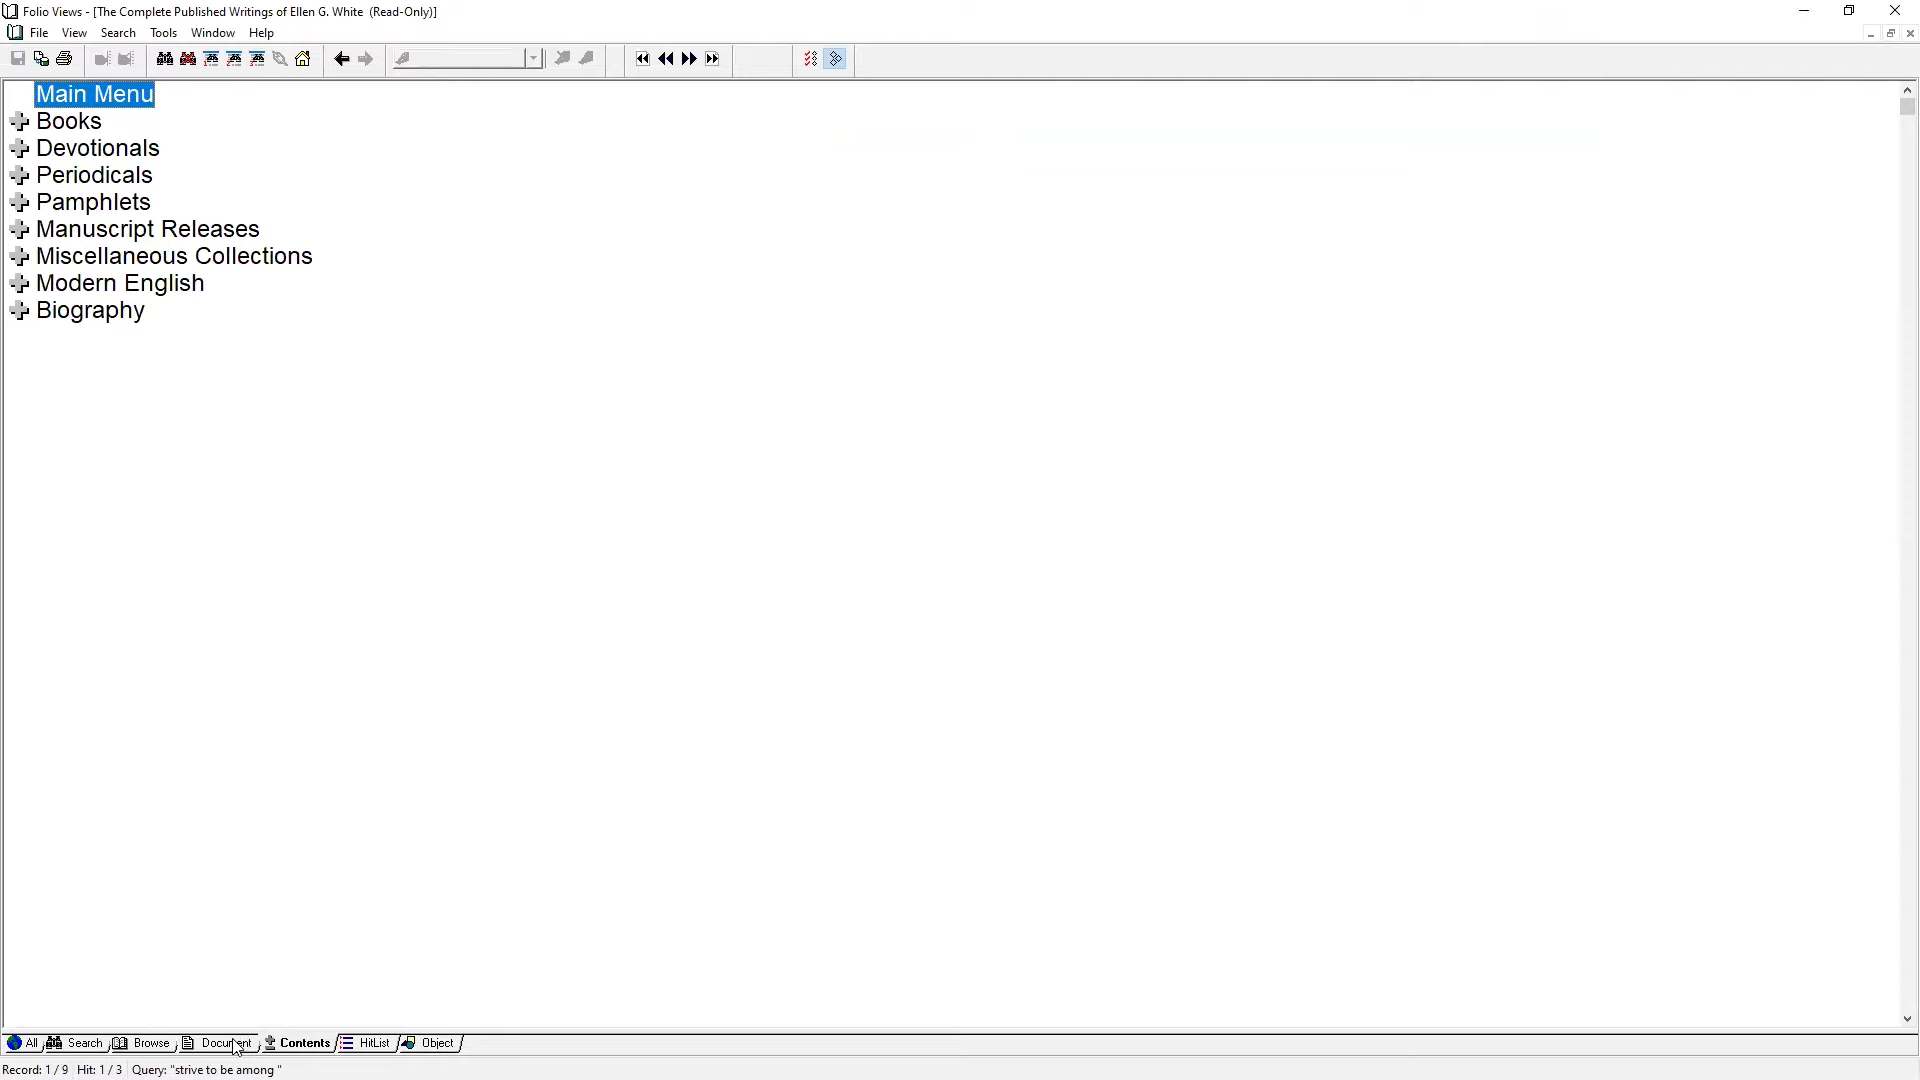 Folio Views - [The Complete Published Writings of Ellen G. White (Read-Only)]
File View Search Tools Window Help
Main Menu
Books
Devotionals
Periodicals
Pamphlets
Manuscript Releases
Miscellaneous Collections
Modern English
Biography
All Search Browse Document Contents HitList Object
Record: 1 / 9 Hit: 1 / 3 Query: "strive to be among "